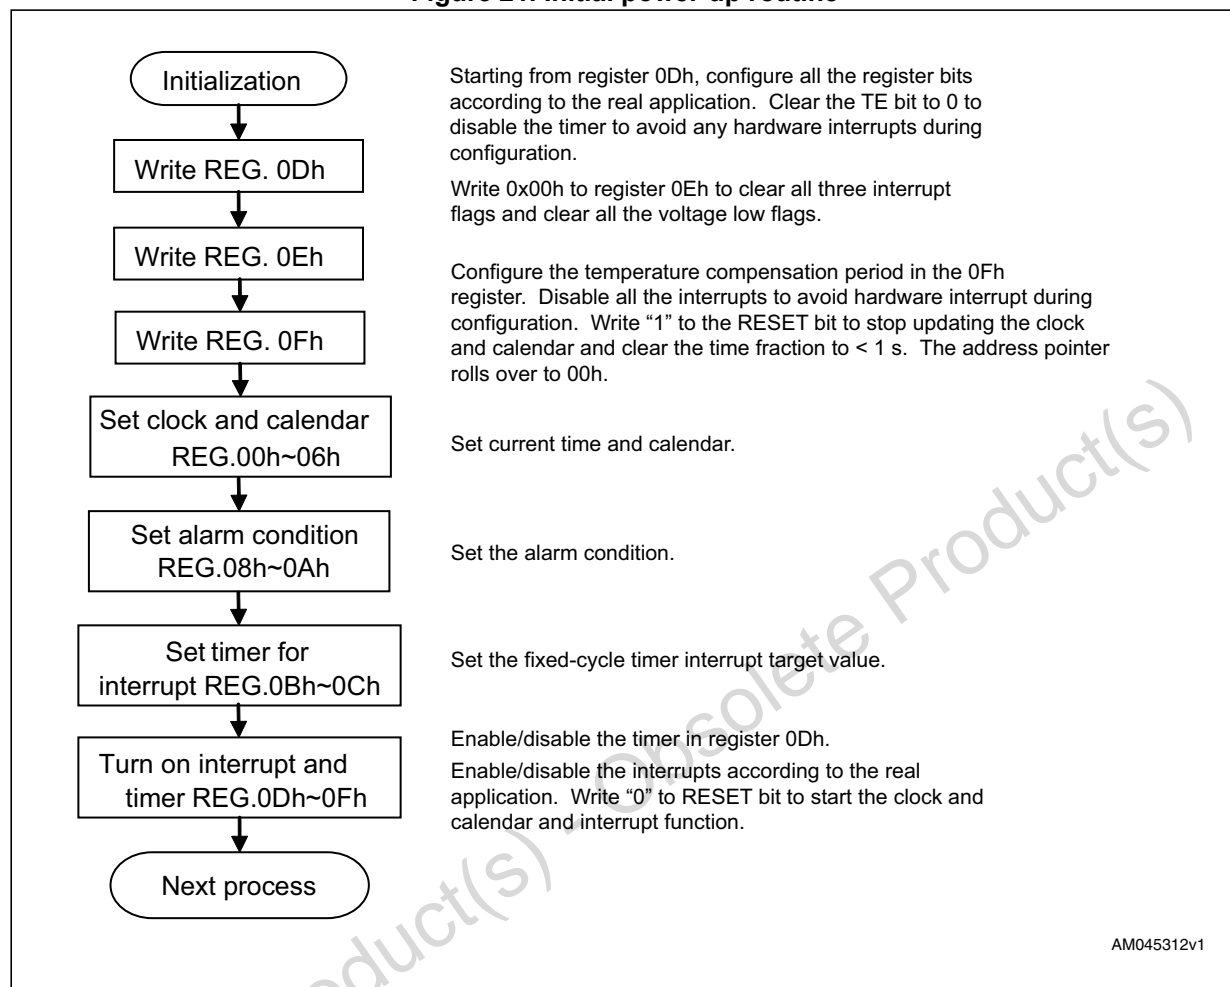 Figure 21. Initial power-up routine
Initialization
Starting from register 0Dh, configure all the register bits
according to the real application. Clear the TE bit to 0 to
disable the timer to avoid any hardware interrupts during
configuration.
Write REG. 0Dh
Write 0x00h to register 0Eh to clear all three interrupt
flags and clear all the voltage low flags.
Write REG. 0Eh
Configure the temperature compensation period in the 0Fh
register. Disable all the interrupts to avoid hardware interrupt during
configuration. Write “1” to the RESET bit to stop updating the clock
and calendar and clear the time fraction to < 1 s. The address pointer
rolls over to 00h.
Write REG. 0Fh
Set clock and calendar
REG.00h~06h
Set current time and calendar.
Set alarm condition
REG.08h~0Ah
Set the alarm condition.
Set timer for
interrupt REG.0Bh~0Ch
Set the fixed-cycle timer interrupt target value.
Turn on interrupt and
timer REG.0Dh~0Fh
Enable/disable the timer in register 0Dh.
Enable/disable the interrupts according to the real
application. Write “0” to RESET bit to start the clock and
calendar and interrupt function.
Next process
AM045312v1
Product(s) - Obsolete Product(s)